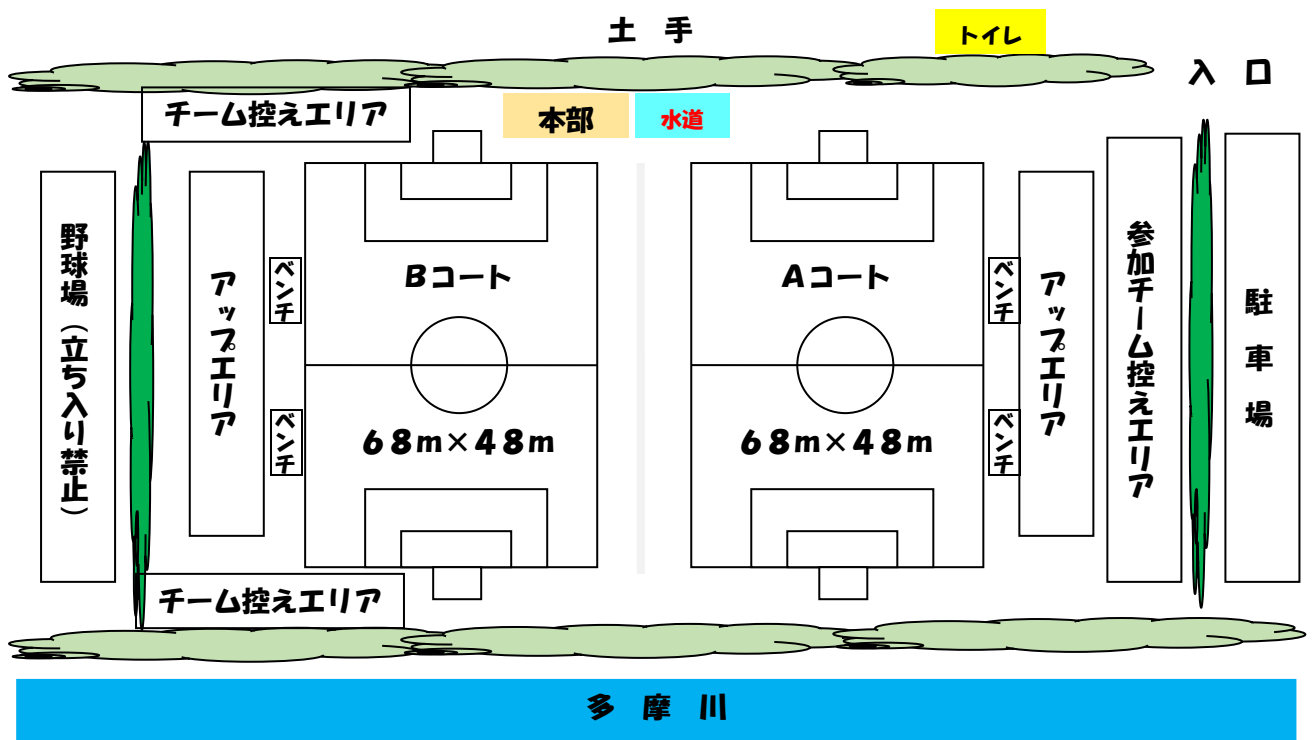 土 手
トイレ
入 口
チーム控えエリア
本部
水道
野球場（立ち入り禁止）
アップエリア
ベンチ
ベンチ
Bコート
68m×48m
Aコート
68m×48m
ベンチ
ベンチ
アップエリア
参加チーム控えエリア
駐 車 場
チーム控えエリア
多 摩 川